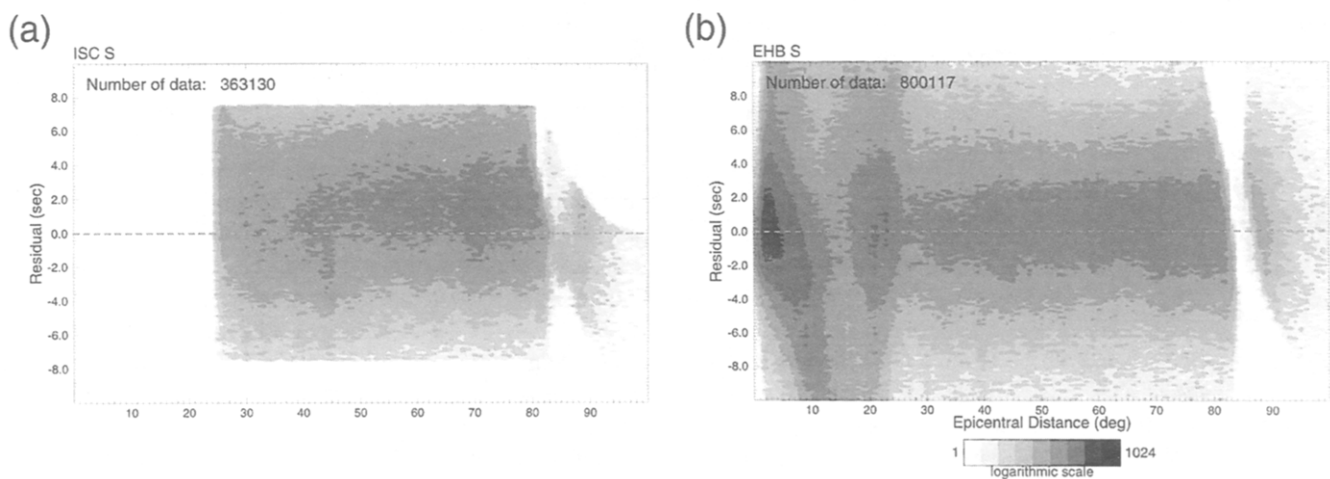 (a)
ISC S
Number of data: 363130
8.0
6.0
4.0
2.0
0.0
-2.0
-4.0
-6.0
-8.0
Residual (sec)
10 20 30 40 50 60 70 80 90
(b)
EHB S
Number of data: 800117
8.0
6.0
4.0
2.0
0.0
-2.0
-4.0
-6.0
-8.0
Residual (sec)
10 20 30 40 50 60 70 80 90
Epicentral Distance (deg)
1 1024
logarithmic scale